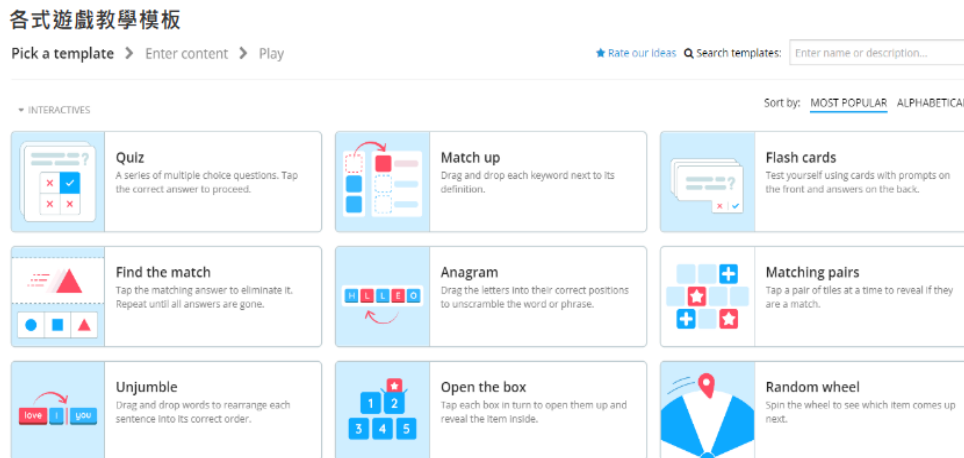 各式遊戲教學模板
Pick a template > Enter content > Play
Rate our ideas Search templates: Enter name or description...
INTERACTIVES
Sort by: MOST POPULAR ALPHABETICAL
Quiz
A series of multiple choice questions. Tap
the correct answer to proceed.
Match up
Drag and drop each keyword next to its
definition.
Flash cards
Test yourself using cards with prompts on
the front and answers on the back.
Find the match
Tap the matching answer to eliminate it.
Repeat until all answers are gone.
H L L E O
Anagram
Drag the letters into their correct positions
to unscramble the word or phrase.
Matching pairs
Tap a pair of tiles at a time to reveal if they
are a match.
love I you
Unjumble
Drag and drop words to rearrange each
sentence into its correct order.
1 2
3 4 5
Open the box
Tap each box in turn to open them up and
reveal the item inside.
Random wheel
Spin the wheel to see which item comes up
next.